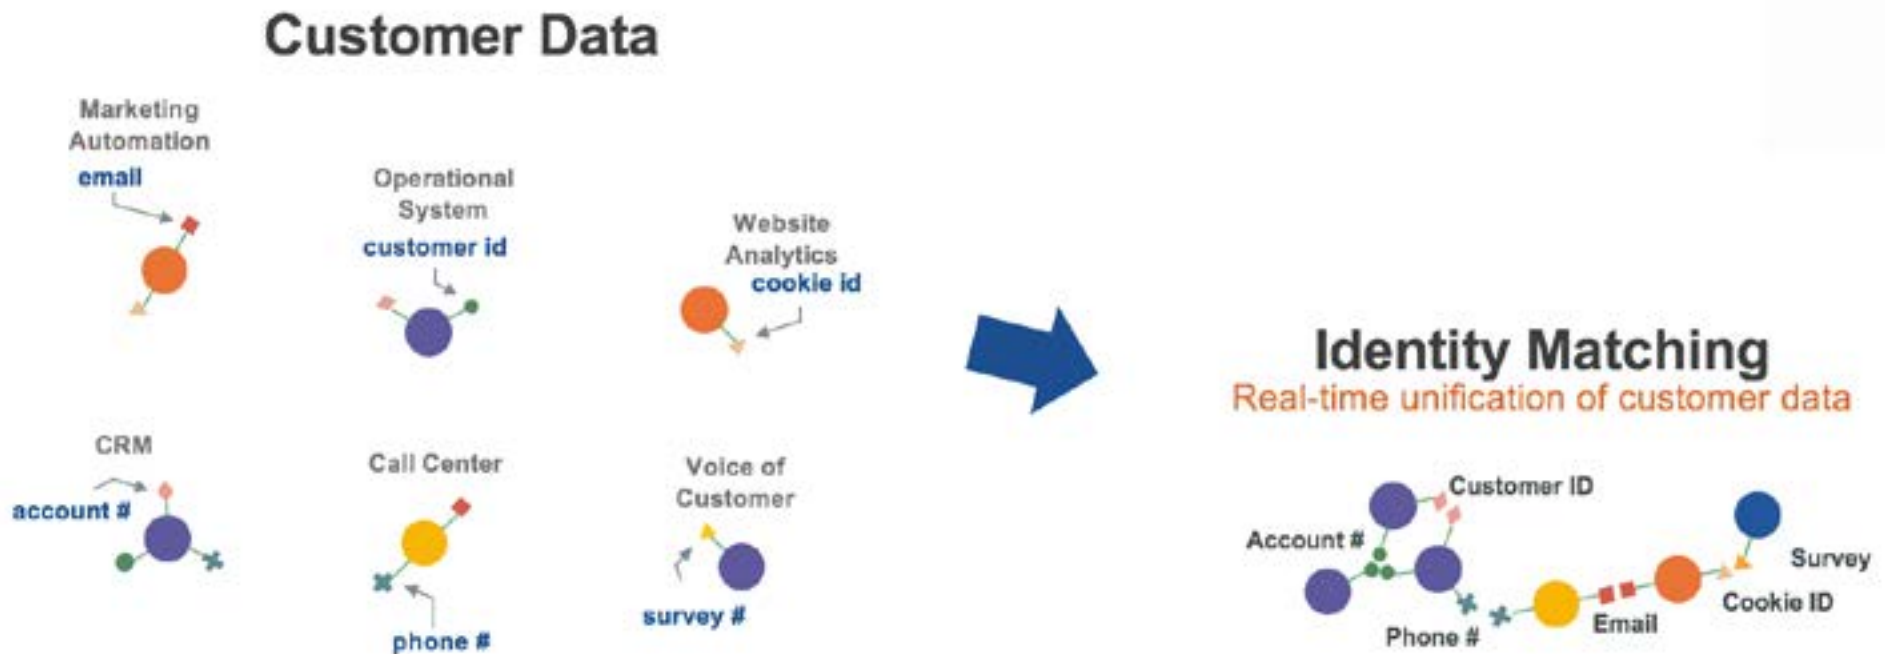 Customer Data
Marketing
Automation
email
Operational
System
customer id
Website
Analytics
cookie id
CRM
account #
Call Center
phone #
Voice of
Customer
survey #
Identity Matching
Real-time unification of customer data
Customer ID
Account #
Survey
Cookie ID
Email
Phone #